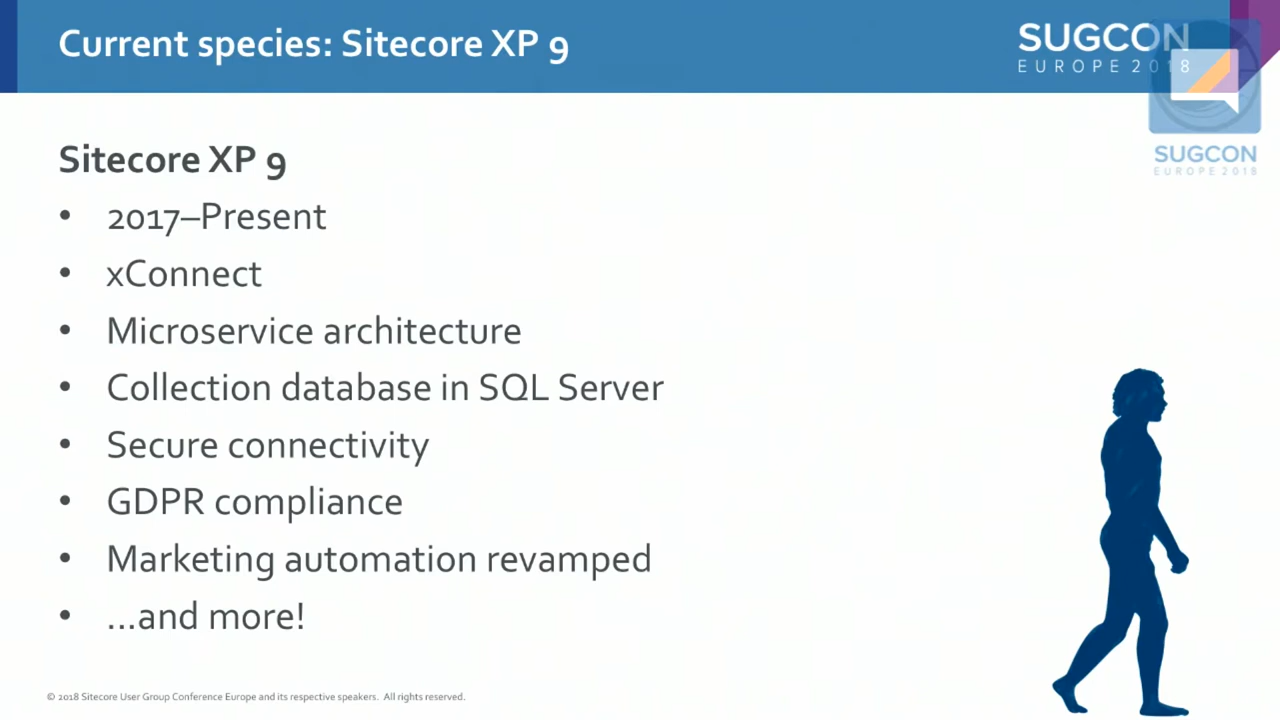 Current species: Sitecore XP 9
SUGCON
EUROPE 2018
SUGCON
EUROPE 2018
Sitecore XP 9
• 2017–Present
• xConnect
• Microservice architecture
• Collection database in SQL Server
• Secure connectivity
• GDPR compliance
• Marketing automation revamped
• ...and more!
© 2018 Sitecore User Group Conference Europe and its respective speakers. All rights reserved.